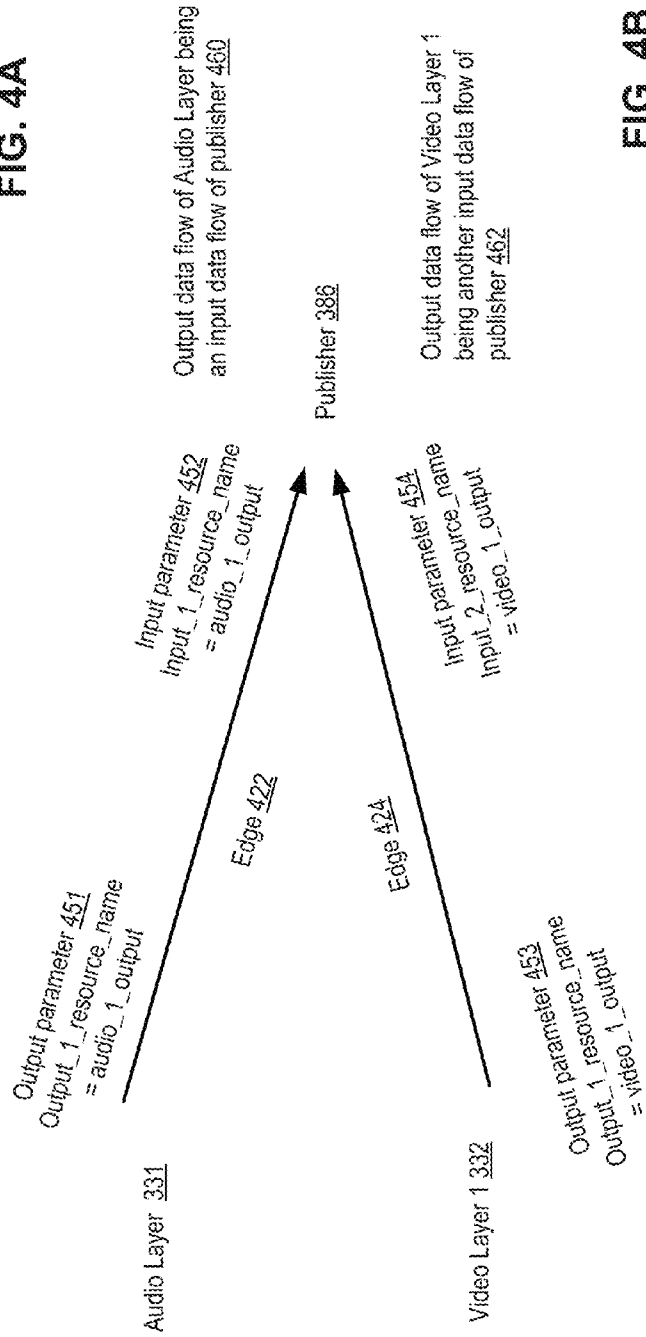 FIG. 4A
Output parameter 451
Output_1_resource_name
= audio_1_output
Input parameter 452
Input_1_resource_name
= audio_1_output
Output data flow of Audio Layer being
an input data flow of publisher 460
Audio Layer 331
Edge 422
Publisher 386
Edge 424
Video Layer 1 332
Output parameter 453
Output_1_resource_name
= video_1_output
Input parameter 454
Input_2_resource_name
= video_1_output
Output data flow of Video Layer 1
being another input data flow of
publisher 462
FIG. 4B